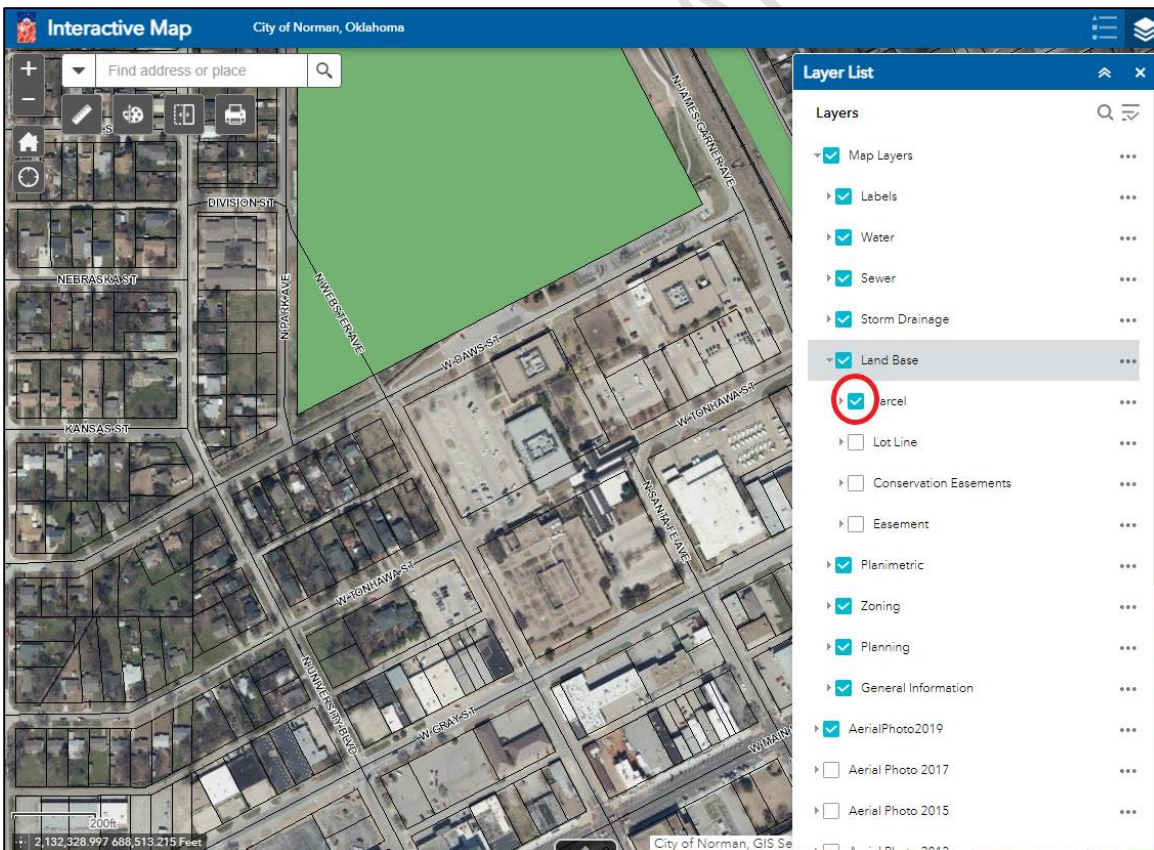 Interactive Map
City of Norman, Oklahoma
Find address or place
Layer List
Layers
Map Layers
Labels
Water
Sewer
Storm Drainage
Land Base
arcel
Lot Line
Conservation Easements
Easement
Planimetric
Zoning
Planning
General Information
AerialPhoto2019
Aerial Photo 2017
Aerial Photo 2015
N JAMES GARNER AVE
DIVISION ST
NEBRASKA ST
N PARK AVE
N WEBSTER AVE
W DAWS ST
KANSAS ST
W TONHAWA ST
N SANTA FE AVE
W TONHAWA ST
N UNIVERSITY BLVD
W GRAY ST
W MAIN
200ft
2,132,328.997 688,513.215 Feet
City of Norman, GIS Se